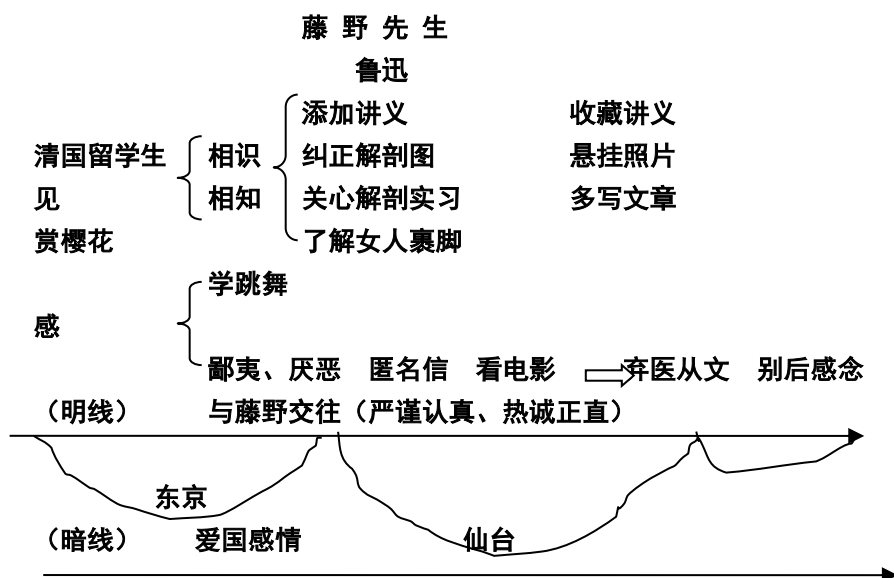 藤 野 先 生
鲁迅
添加讲义 收藏讲义
清国留学生 相识 纠正解剖图 悬挂照片
见 相知 关心解剖实习 多写文章
赏樱花 了解女人裹脚
学跳舞
感
鄙夷、厌恶 匿名信 看电影 弃医从文 别后感念
（明线） 与藤野交往（严谨认真、热诚正直）
东京
（暗线） 爱国感情 仙台